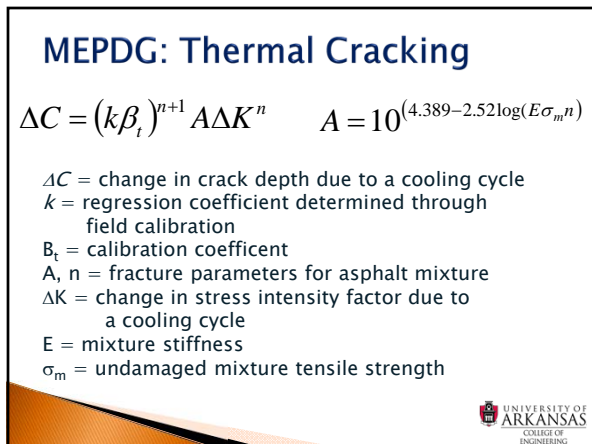 MEPDG: Thermal Cracking
ΔC = (kβ_t)^{n+1} AΔK^n    A = 10^{(4.389−2.52log(Eσ_m n)}
ΔC = change in crack depth due to a cooling cycle
k = regression coefficient determined through
field calibration
B_t = calibration coefficent
A, n = fracture parameters for asphalt mixture
ΔK = change in stress intensity factor due to
a cooling cycle
E = mixture stiffness
σ_m = undamaged mixture tensile strength
UNIVERSITY OF
ARKANSAS
COLLEGE OF
ENGINEERING